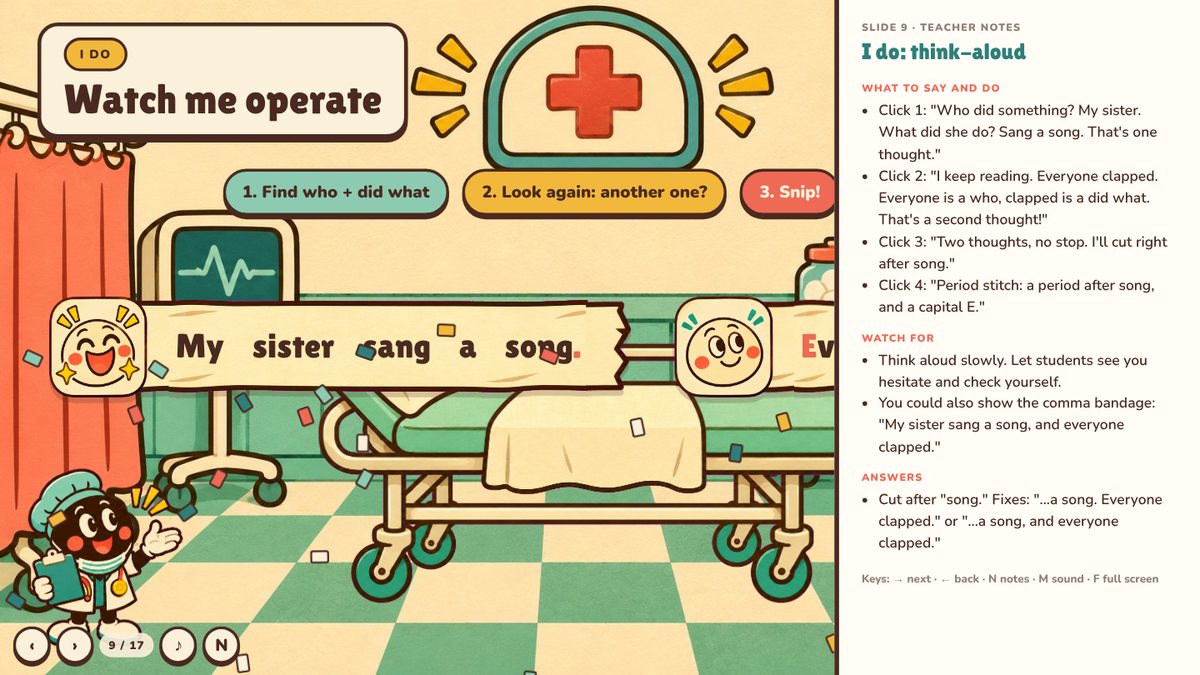 I DO
Watch me operate
1. Find who + did what
2. Look again: another one?
3. Snip!
My sister sang a song.
Ev
‹ › 9 / 17 ♪ N
SLIDE 9 · TEACHER NOTES
I do: think-aloud
WHAT TO SAY AND DO
• Click 1: "Who did something? My sister.
What did she do? Sang a song. That's one
thought."
• Click 2: "I keep reading. Everyone clapped.
Everyone is a who, clapped is a did what.
That's a second thought!"
• Click 3: "Two thoughts, no stop. I'll cut right
after song."
• Click 4: "Period stitch: a period after song,
and a capital E."
WATCH FOR
• Think aloud slowly. Let students see you
hesitate and check yourself.
• You could also show the comma bandage:
"My sister sang a song, and everyone
clapped."
ANSWERS
• Cut after "song." Fixes: "...a song. Everyone
clapped." or "...a song, and everyone
clapped."
Keys: → next · ← back · N notes · M sound · F full screen